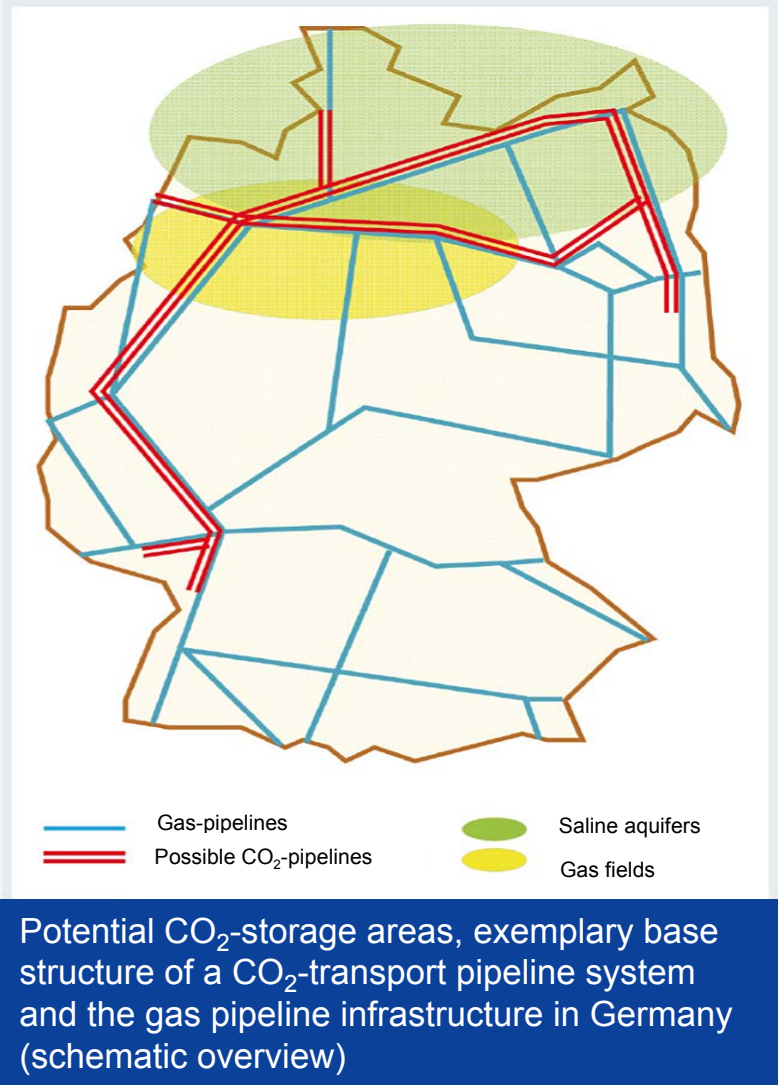 Gas-pipelines
Possible CO₂-pipelines
Saline aquifers
Gas fields
Potential CO₂-storage areas, exemplary base
structure of a CO₂-transport pipeline system
and the gas pipeline infrastructure in Germany
(schematic overview)